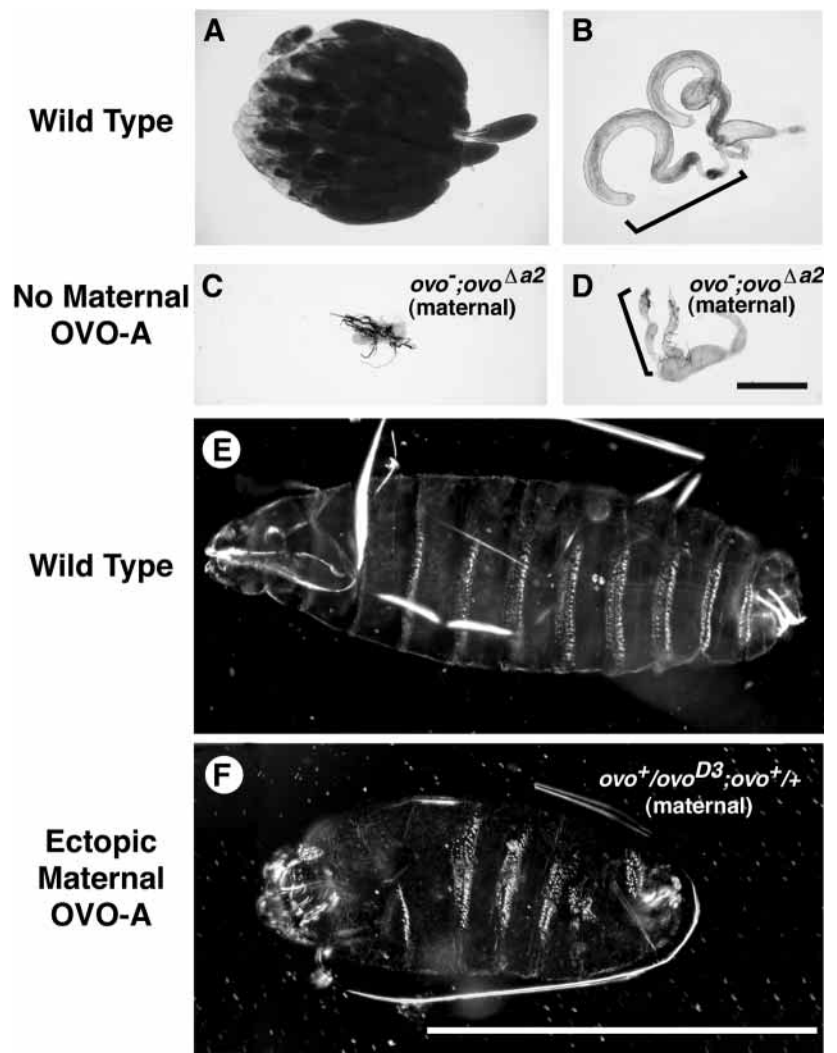 A
B
Wild Type
C
ovo⁻;ovo^Δa2
(maternal)
D
ovo⁻;ovo^Δa2
(maternal)
No Maternal
OVO-A
E
Wild Type
F
ovo⁺/ovo^D3;ovo⁺/+
(maternal)
Ectopic
Maternal
OVO-A